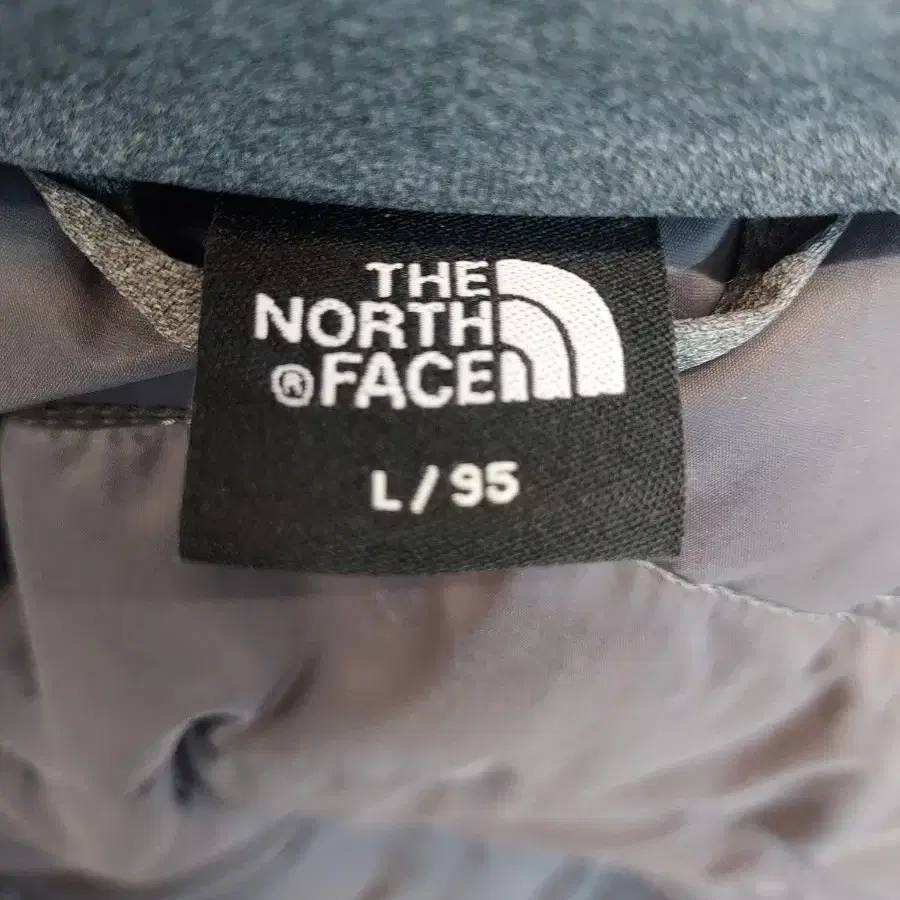 THE
NORTH
® FACE
L / 95